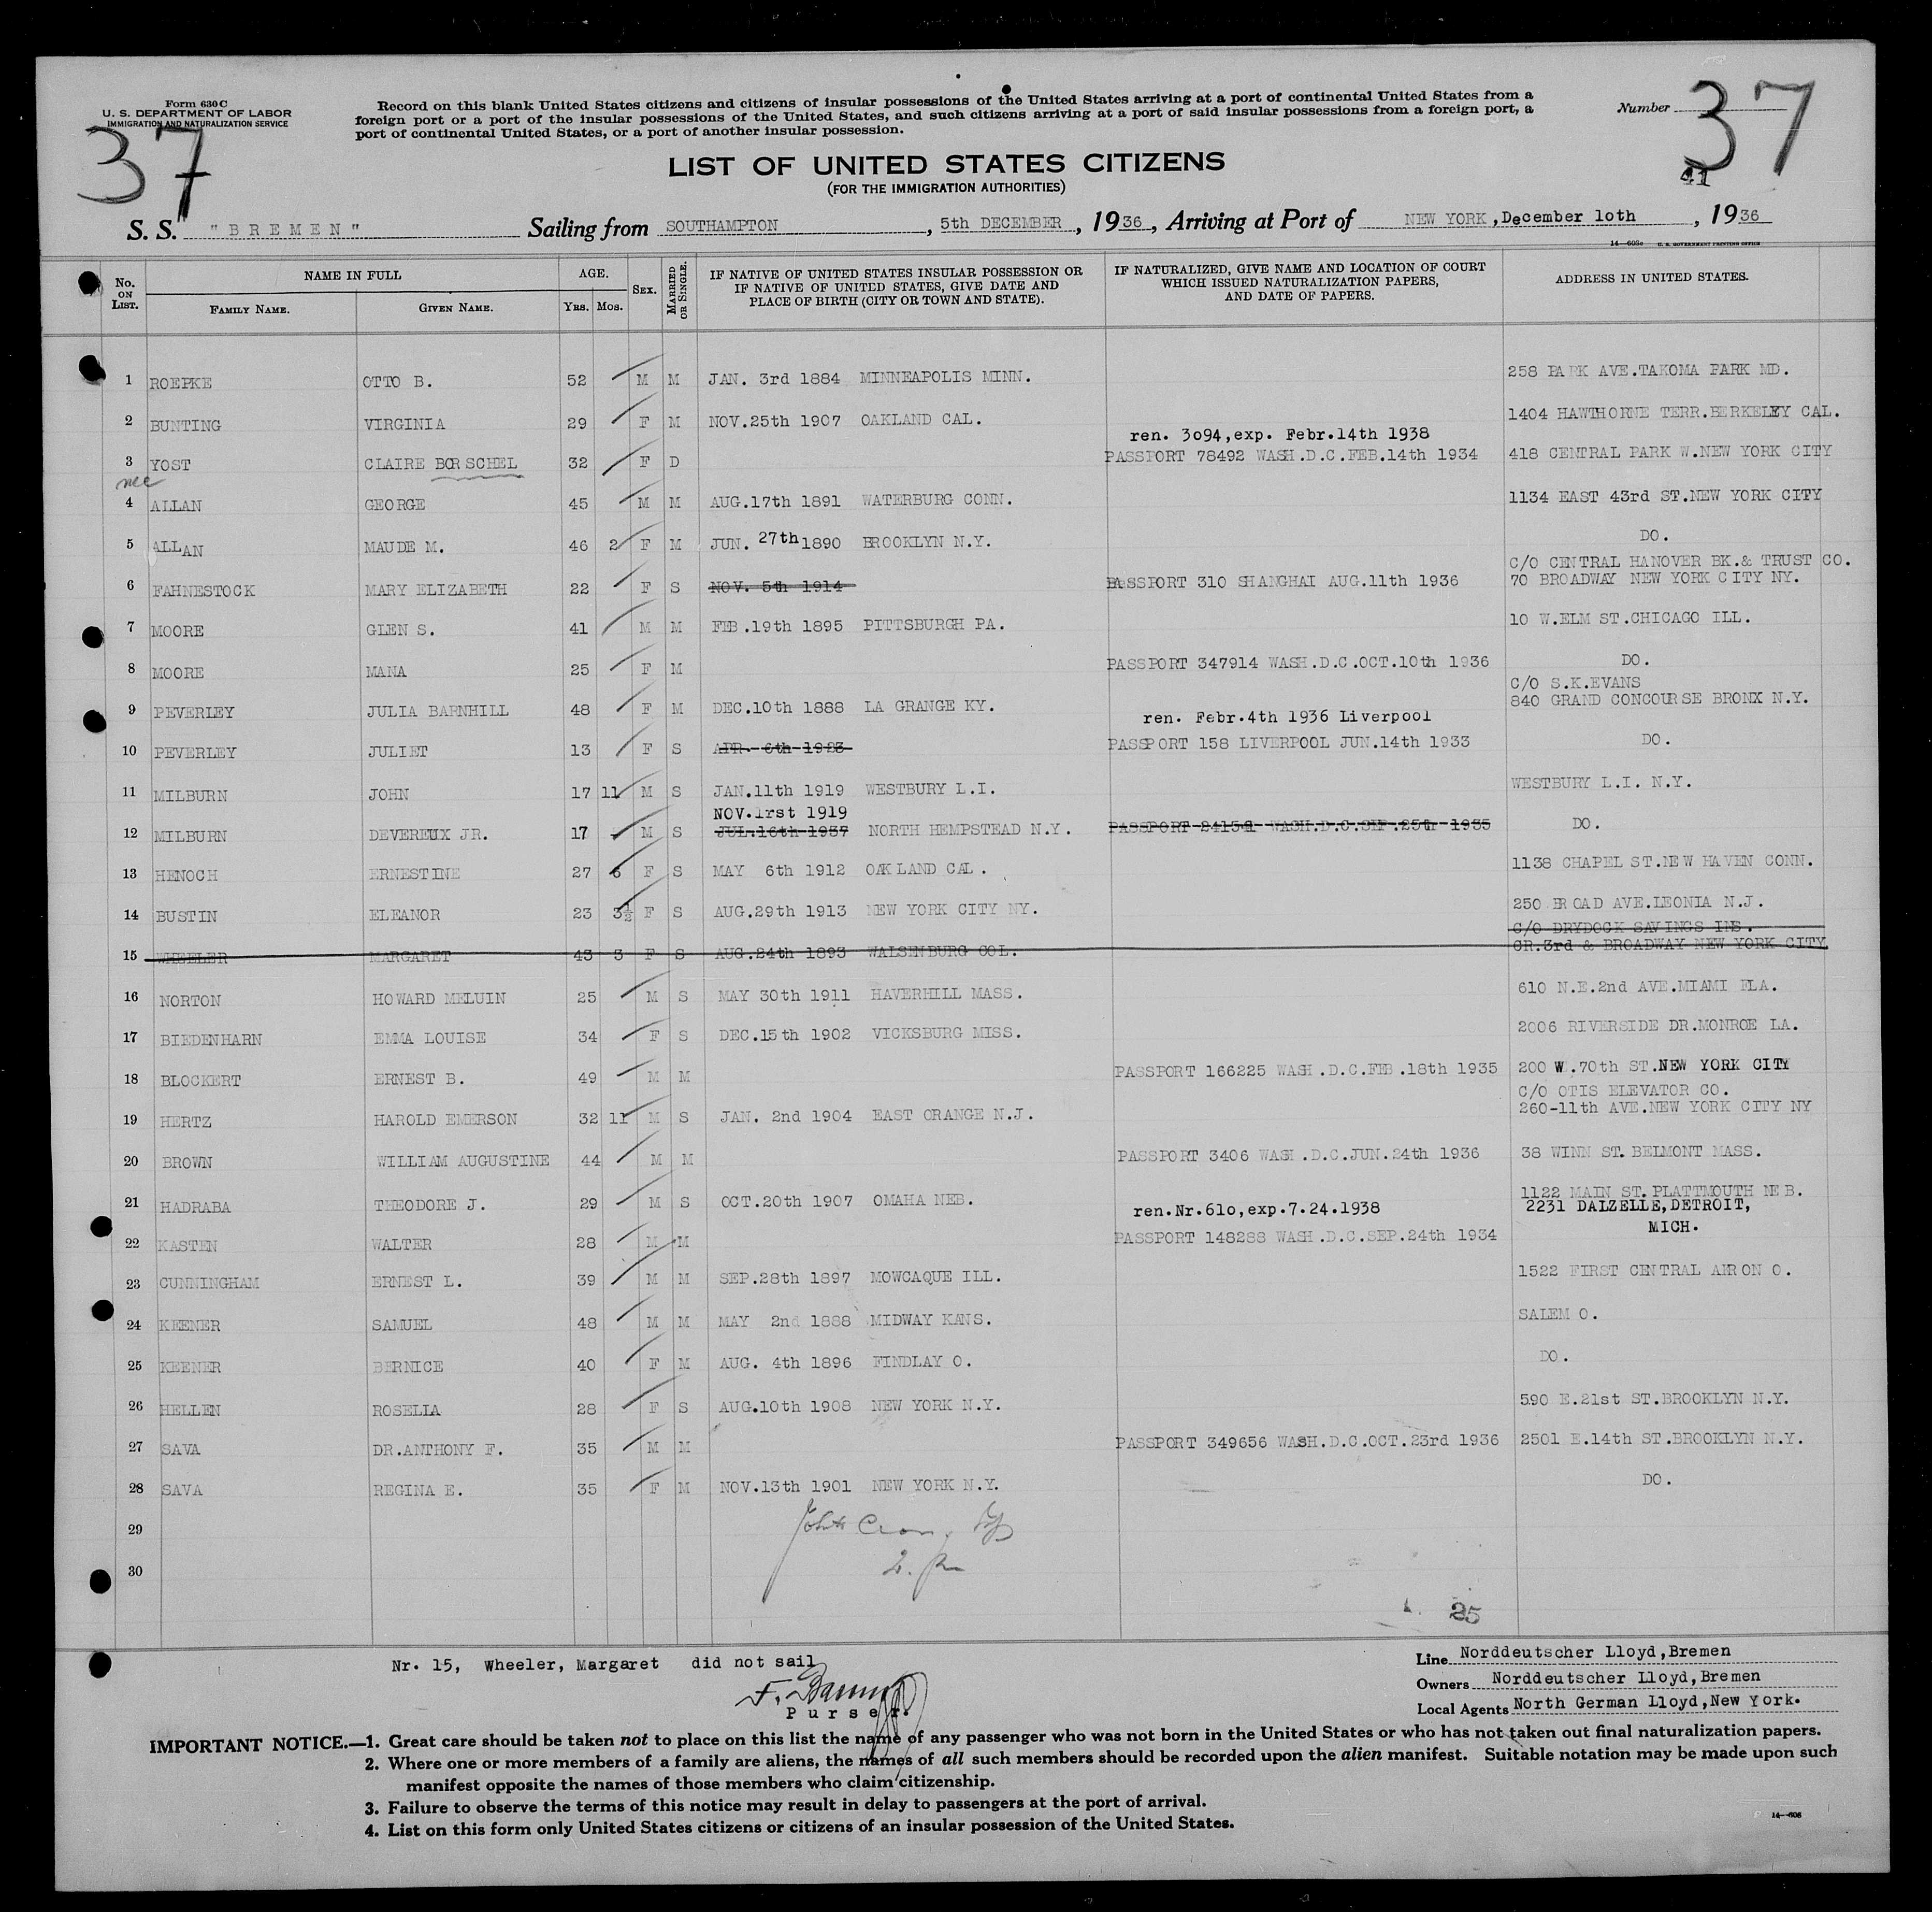 Form 630 C
U. S. DEPARTMENT OF LABOR
IMMIGRATION AND NATURALIZATION SERVICE
Record on this blank United States citizens and citizens of insular possessions of the United States arriving at a port of continental United States from a
foreign port or a port of the insular possessions of the United States, and such citizens arriving at a port of said insular possessions from a foreign port, a
port of continental United States, or a port of another insular possession.
Number
37
37
41
LIST OF UNITED STATES CITIZENS
(FOR THE IMMIGRATION AUTHORITIES)
S. S. "BREMEN" Sailing from SOUTHAMPTON, 5th DECEMBER, 1936, Arriving at Port of NEW YORK, December 1oth, 1936
14—603c U. S. GOVERNMENT PRINTING OFFICE
No. ON LIST. NAME IN FULL FAMILY NAME. GIVEN NAME. AGE. YRS. MOS. SEX. MARRIED OR SINGLE. IF NATIVE OF UNITED STATES INSULAR POSSESSION OR IF NATIVE OF UNITED STATES, GIVE DATE AND PLACE OF BIRTH (CITY OR TOWN AND STATE). IF NATURALIZED, GIVE NAME AND LOCATION OF COURT WHICH ISSUED NATURALIZATION PAPERS, AND DATE OF PAPERS. ADDRESS IN UNITED STATES.
1 ROEPKE OTTO B. 52 M M JAN. 3rd 1884 MINNEAPOLIS MINN. 258 PARK AVE.TAKOMA PARK MD.
2 BUNTING VIRGINIA 29 F M NOV.25th 1907 OAKLAND CAL. 1404 HAWTHORNE TERR.BERKELEY CAL.
ren. 3o94,exp. Febr.14th 1938
3 YOST CLAIRE BORSCHEL 32 F D PASSPORT 78492 WASH.D.C.FEB.14th 1934 418 CENTRAL PARK W.NEW YORK CITY
nee
4 ALLAN GEORGE 45 M M AUG.17th 1891 WATERBURG CONN. 1134 EAST 43rd ST.NEW YORK CITY
5 ALLAN MAUDE M. 46 2 F M JUN. 27th 1890 BROOKLYN N.Y. DO.
C/O CENTRAL HANOVER BK.& TRUST CO.
6 FAHNESTOCK MARY ELIZABETH 22 F S NOV. 5th 1914 PASSPORT 310 SHANGHAI AUG.11th 1936 70 BROADWAY NEW YORK CITY NY.
7 MOORE GLEN S. 41 M M FEB.19th 1895 PITTSBURGH PA. 10 W.ELM ST.CHICAGO ILL.
8 MOORE MANA 25 F M PASSPORT 347914 WASH.D.C.OCT.10th 1936 DO.
C/O S.K.EVANS
9 PEVERLEY JULIA BARNHILL 48 F M DEC.10th 1888 LA GRANGE KY. 840 GRAND CONCOURSE BRONX N.Y.
ren. Febr.4th 1936 Liverpool
10 PEVERLEY JULIET 13 F S APR. 6th 1923 PASSPORT 158 LIVERPOOL JUN.14th 1933 DO.
11 MILBURN JOHN 17 11 M S JAN.11th 1919 WESTBURY L.I. WESTBURY L.I. N.Y.
NOV.1rst 1919
12 MILBURN DEVEREUX JR. 17 M S JUL.16th 1937 NORTH HEMPSTEAD N.Y. PASSPORT 24134 WASH.D.C.SEP.25th 1935 DO.
13 HENOCH ERNESTINE 27 6 F S MAY 6th 1912 OAKLAND CAL. 1138 CHAPEL ST.NEW HAVEN CONN.
14 BUSTIN ELEANOR 23 3½ F S AUG.29th 1913 NEW YORK CITY NY. 250 BROAD AVE.LEONIA N.J.
C/O DRYDOCK SAVINGS INS.
15 WHEELER MARGARET 43 3 F S AUG.24th 1893 WALSENBURG COL. CR.3rd & BROADWAY NEW YORK CITY
16 NORTON HOWARD MELUIN 25 M S MAY 30th 1911 HAVERHILL MASS. 610 N.E.2nd AVE.MIAMI FLA.
17 BIEDENHARN EMMA LOUISE 34 F S DEC.15th 1902 VICKSBURG MISS. 2006 RIVERSIDE DR.MONROE LA.
18 BLOCKERT ERNEST B. 49 M M PASSPORT 166225 WASH.D.C.FEB.18th 1935 200 W.70th ST.NEW YORK CITY
C/O OTIS ELEVATOR CO.
19 HERTZ HAROLD EMERSON 32 11 M S JAN. 2nd 1904 EAST ORANGE N.J. 260-11th AVE.NEW YORK CITY NY
20 BROWN WILLIAM AUGUSTINE 44 M M PASSPORT 3406 WASH.D.C.JUN.24th 1936 38 WINN ST.BELMONT MASS.
21 HADRABA THEODORE J. 29 M S OCT.20th 1907 OMAHA NEB. 1122 MAIN ST.PLATTMOUTH NEB.
ren.Nr.61o,exp.7.24.1938 2231 DALZELLE,DETROIT,
MICH.
22 KASTEN WALTER 28 M M PASSPORT 148288 WASH.D.C.SEP.24th 1934
23 CUNNINGHAM ERNEST L. 39 M M SEP.28th 1897 MOWCAQUE ILL. 1522 FIRST CENTRAL AKRON O.
24 KEENER SAMUEL 48 M M MAY 2nd 1888 MIDWAY KANS. SALEM O.
25 KEENER BERNICE 40 F M AUG. 4th 1896 FINDLAY O. DO.
26 HELLEN ROSELIA 28 F S AUG.10th 1908 NEW YORK N.Y. 590 E.21st ST.BROOKLYN N.Y.
27 SAVA DR.ANTHONY F. 35 M M PASSPORT 349656 WASH.D.C.OCT.23rd 1936 2501 E.14th ST.BROOKLYN N.Y.
28 SAVA REGINA E. 35 F M NOV.13th 1901 NEW YORK N.Y. DO.
29
30
25
Nr. 15, Wheeler, Margaret did not sail
Purser.
Line Norddeutscher Lloyd,Bremen
Owners Norddeutscher Lloyd,Bremen
Local Agents North German Lloyd,New York.
IMPORTANT NOTICE.—1. Great care should be taken not to place on this list the name of any passenger who was not born in the United States or who has not taken out final naturalization papers.
2. Where one or more members of a family are aliens, the names of all such members should be recorded upon the alien manifest. Suitable notation may be made upon such
manifest opposite the names of those members who claim citizenship.
3. Failure to observe the terms of this notice may result in delay to passengers at the port of arrival.
4. List on this form only United States citizens or citizens of an insular possession of the United States.